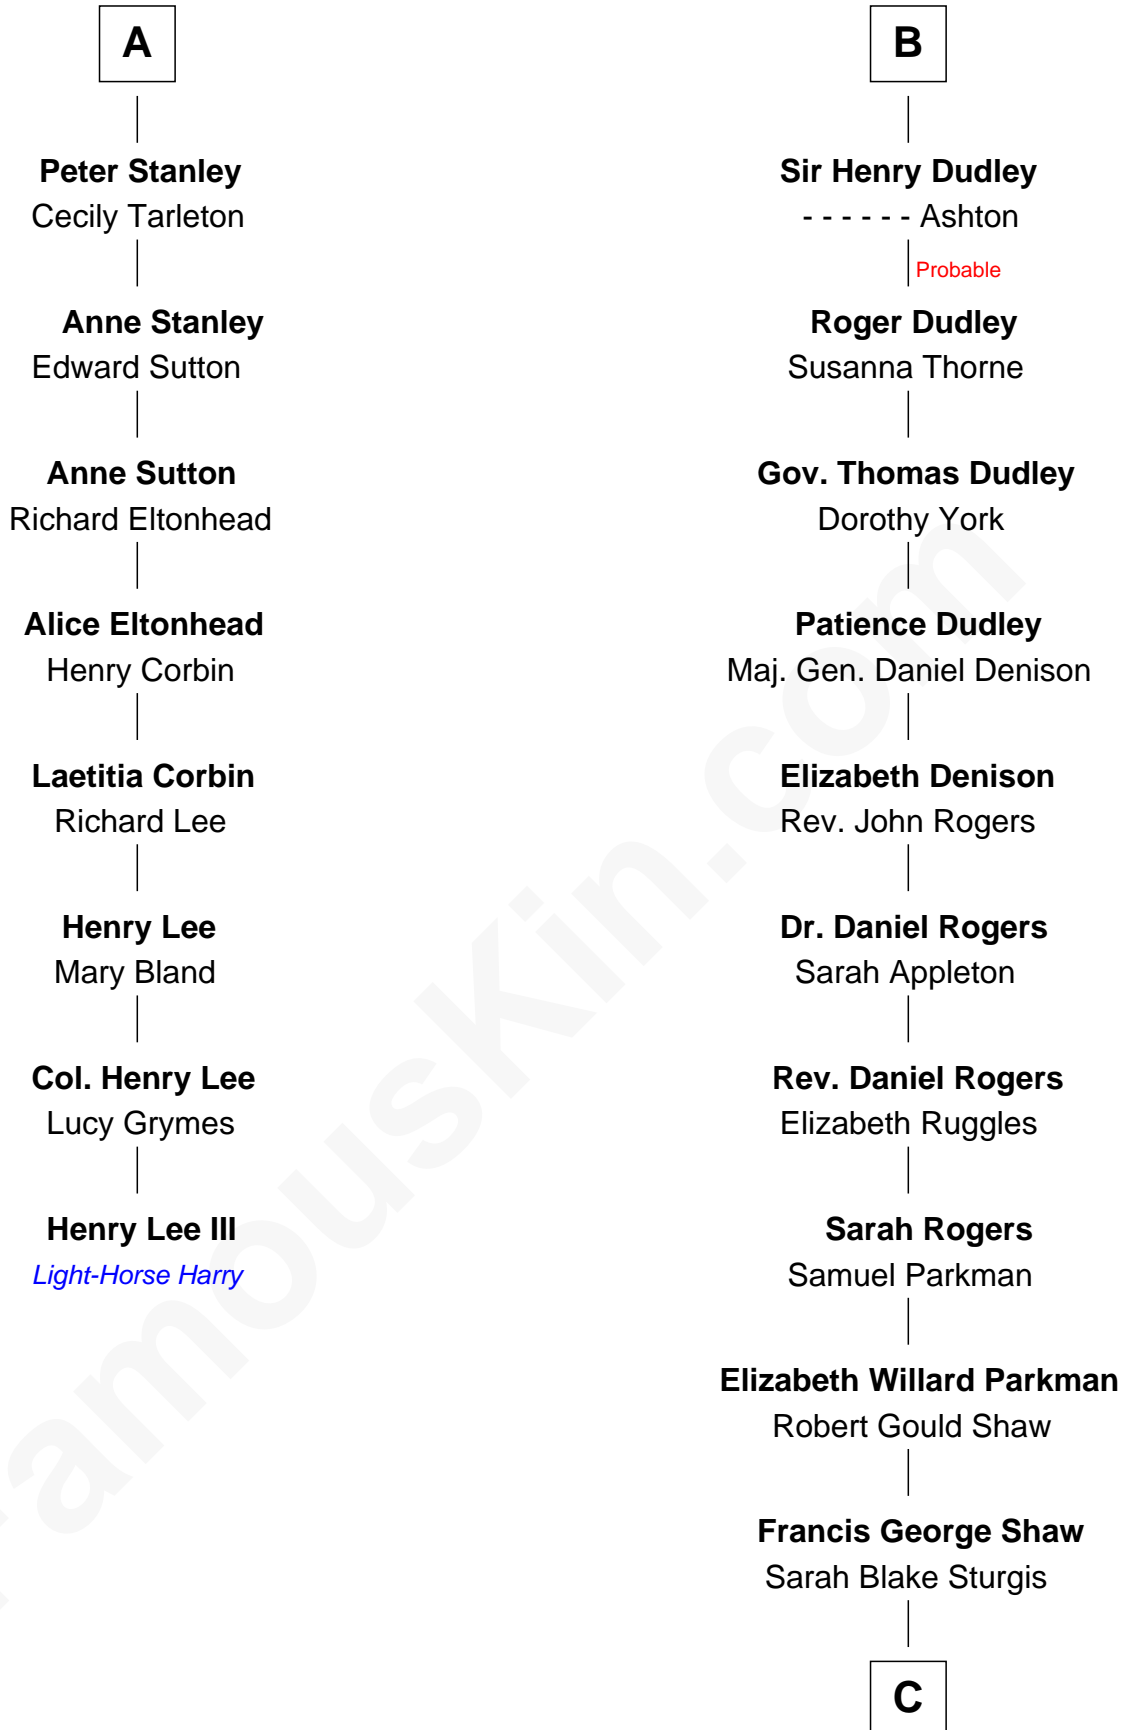 A
Peter Stanley
Cecily Tarleton
Anne Stanley
Edward Sutton
Anne Sutton
Richard Eltonhead
Alice Eltonhead
Henry Corbin
Laetitia Corbin
Richard Lee
Henry Lee
Mary Bland
Col. Henry Lee
Lucy Grymes
Henry Lee III
Light-Horse Harry
B
Sir Henry Dudley
- - - - - - Ashton
Probable
Roger Dudley
Susanna Thorne
Gov. Thomas Dudley
Dorothy York
Patience Dudley
Maj. Gen. Daniel Denison
Elizabeth Denison
Rev. John Rogers
Dr. Daniel Rogers
Sarah Appleton
Rev. Daniel Rogers
Elizabeth Ruggles
Sarah Rogers
Samuel Parkman
Elizabeth Willard Parkman
Robert Gould Shaw
Francis George Shaw
Sarah Blake Sturgis
C
FamousKin.com